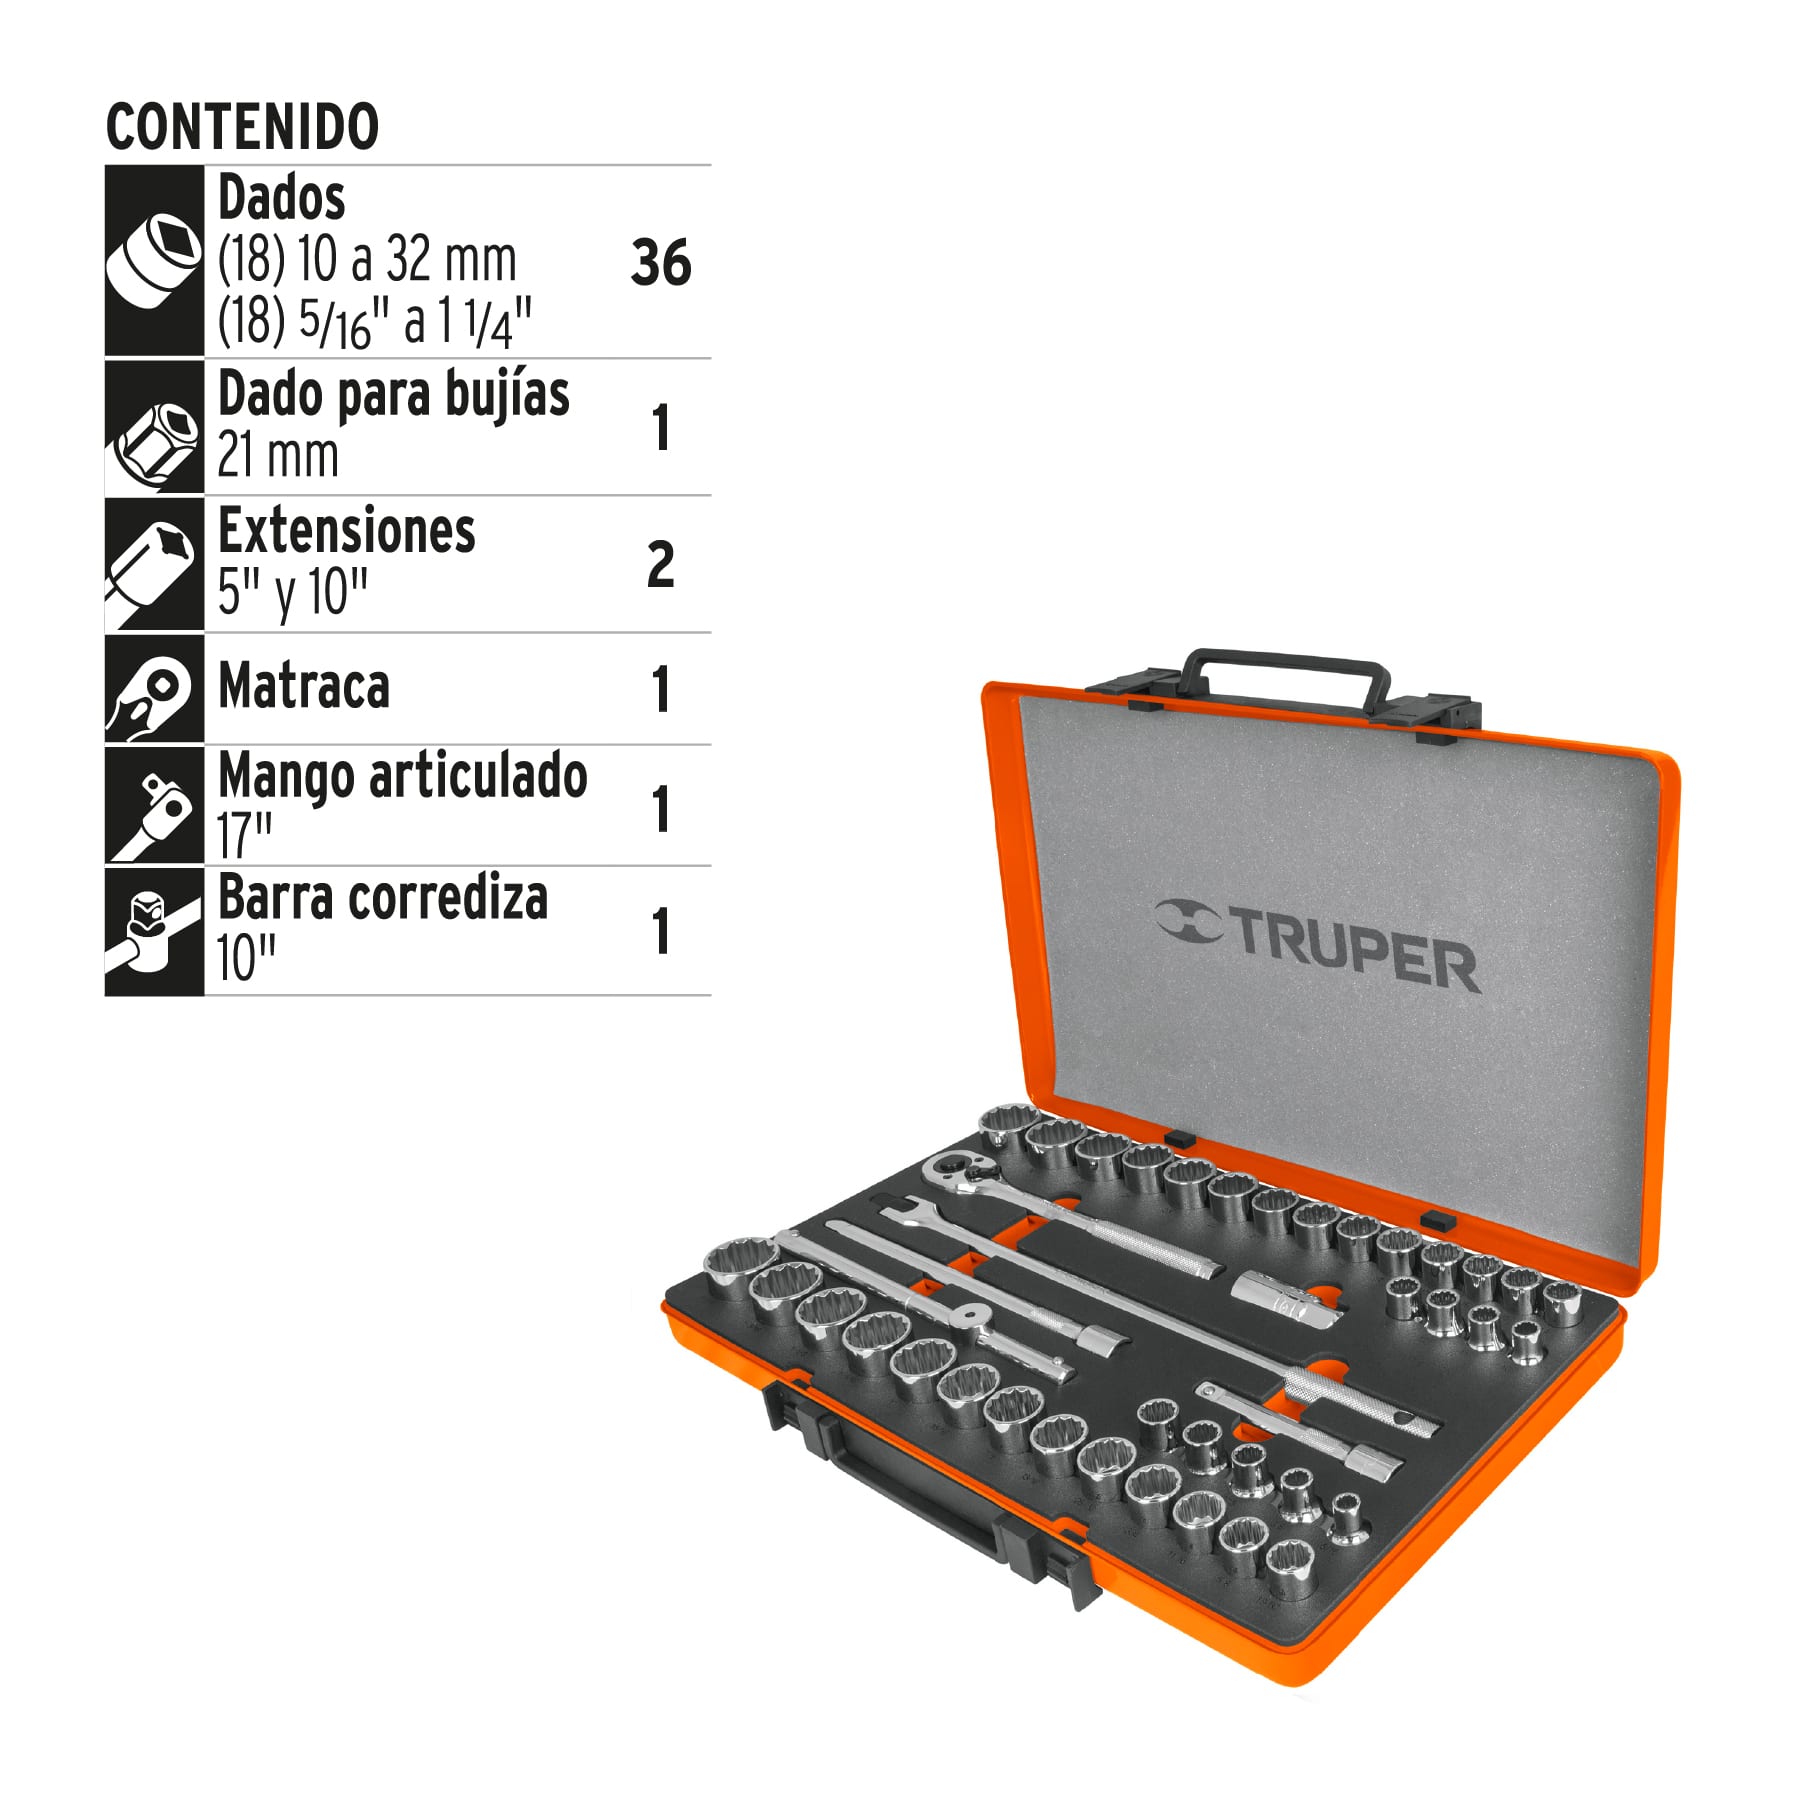 CONTENIDO
Dados
(18) 10 a 32 mm
(18) 5/16" a 1 1/4"
36
Dado para bujías
21 mm
1
Extensiones
5" y 10"
2
Matraca
1
Mango articulado
17"
1
Barra corrediza
10"
1
TRUPER